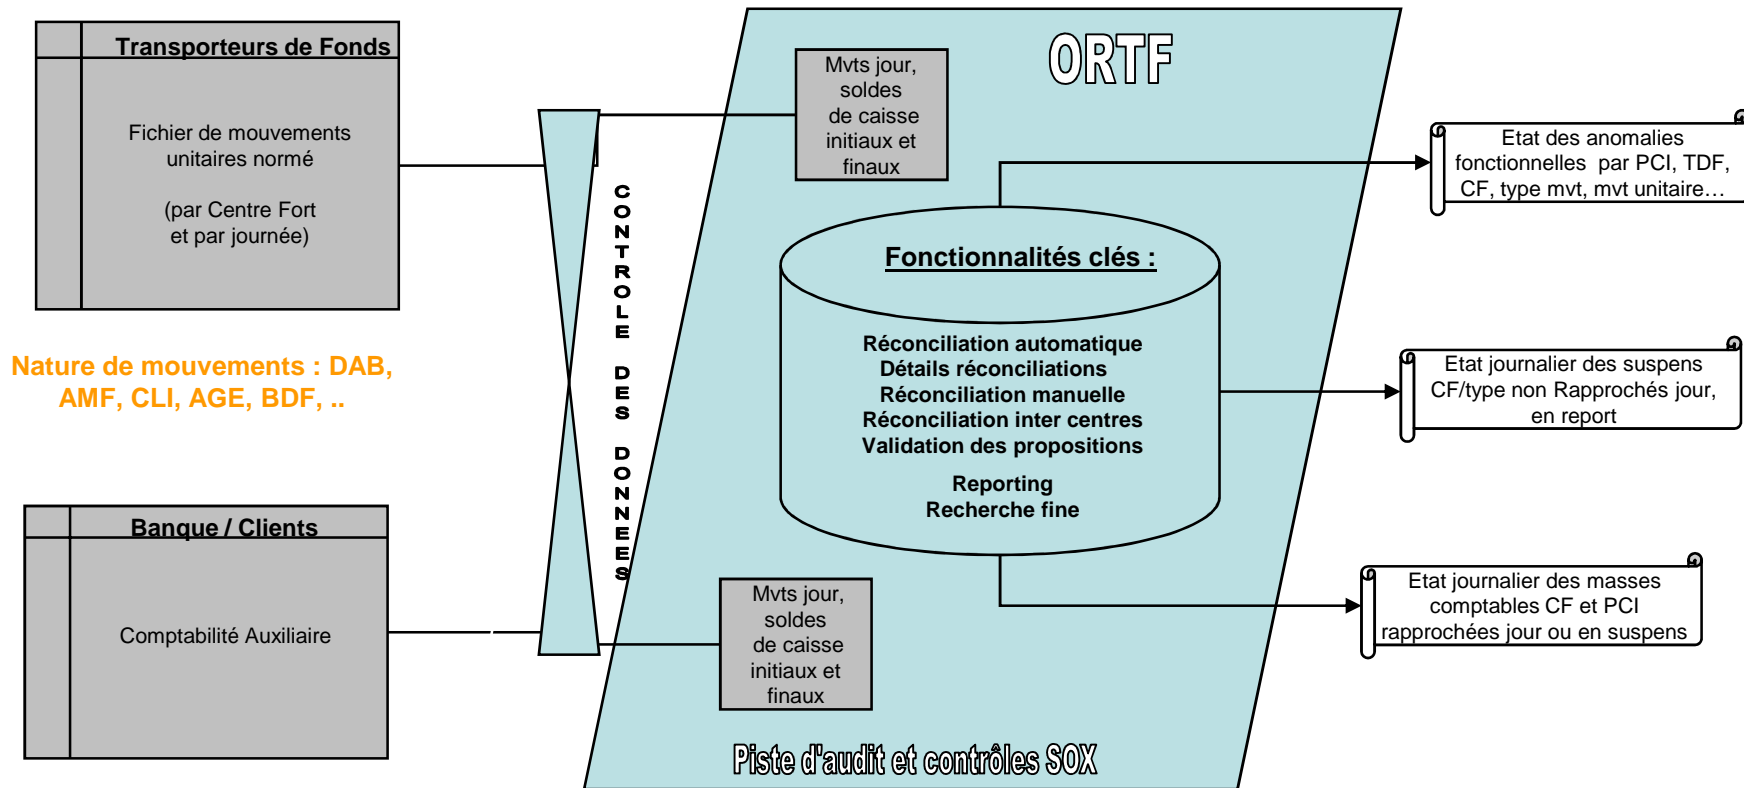 Transporteurs de Fonds
Fichier de mouvements
unitaires normé
(par Centre Fort
et par journée)
Nature de mouvements : DAB,
AMF, CLI, AGE, BDF, ..
Banque / Clients
Comptabilité Auxiliaire
CONTROLE DES DONNEES
ORTF
Mvts jour,
soldes
de caisse
initiaux et
finaux
Fonctionnalités clés :
Réconciliation automatique
Détails réconciliations
Réconciliation manuelle
Réconciliation inter centres
Validation des propositions
Reporting
Recherche fine
Mvts jour,
soldes
de caisse
initiaux et
finaux
Piste d'audit et contrôles SOX
Etat des anomalies
fonctionnelles par PCI, TDF,
CF, type mvt, mvt unitaire…
Etat journalier des suspens
CF/type non Rapprochés jour,
en report
Etat journalier des masses
comptables CF et PCI
rapprochées jour ou en suspens